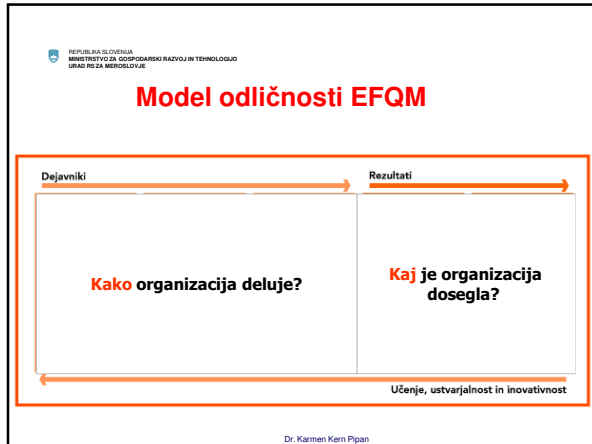 REPUBLIKA SLOVENIJA
MINISTRSTVO ZA GOSPODARSKI RAZVOJ IN TEHNOLOGIJO
URAD RS ZA MEROSLOVJE
Model odličnosti EFQM
Dejavniki
Rezultati
Kako organizacija deluje?
Kaj je organizacija
dosegla?
Učenje, ustvarjalnost in inovativnost
Dr. Karmen Kern Pipan